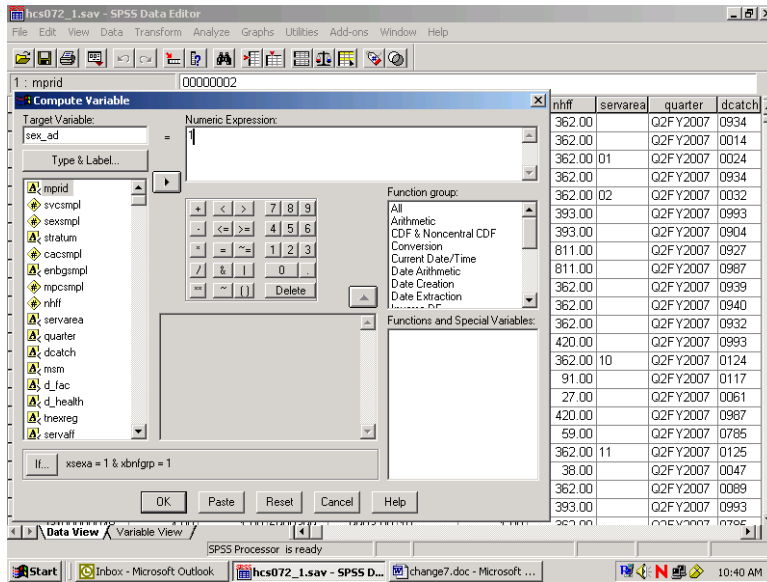 hcs072_1.sav - SPSS Data Editor
File Edit View Data Transform Analyze Graphs Utilities Add-ons Window Help
1 : mprid 00000002
nhff servarea quarter dcatch
362.00 Q2FY2007 0934
362.00 Q2FY2007 0014
362.00 01 Q2FY2007 0024
362.00 Q2FY2007 0934
362.00 02 Q2FY2007 0032
393.00 Q2FY2007 0993
393.00 Q2FY2007 0904
811.00 Q2FY2007 0927
811.00 Q2FY2007 0987
362.00 Q2FY2007 0939
362.00 Q2FY2007 0940
362.00 Q2FY2007 0932
420.00 Q2FY2007 0993
362.00 10 Q2FY2007 0124
91.00 Q2FY2007 0117
27.00 Q2FY2007 0061
420.00 Q2FY2007 0987
59.00 Q2FY2007 0785
362.00 11 Q2FY2007 0125
38.00 Q2FY2007 0047
362.00 Q2FY2007 0089
393.00 Q2FY2007 0993
Compute Variable
Target Variable:
sex_ad
=
Numeric Expression:
1
Type & Label...
mprid
svcsmpl
sexsmpl
stratum
cacsmpl
enbgsmpl
mpcsmpl
nhff
servarea
quarter
dcatch
msm
d_fac
d_health
tnexreg
servaff
+ < > 7 8 9
- <= >= 4 5 6
* = ~= 1 2 3
/ & | 0 .
** ~ () Delete
Function group:
All
Arithmetic
CDF & Noncentral CDF
Conversion
Current Date/Time
Date Arithmetic
Date Creation
Date Extraction
Functions and Special Variables:
If... xsexa = 1 & xbnfgrp = 1
OK Paste Reset Cancel Help
Data View Variable View
SPSS Processor is ready
Start Inbox - Microsoft Outlook hcs072_1.sav - SPSS D... change7.doc - Microsoft ... 10:40 AM